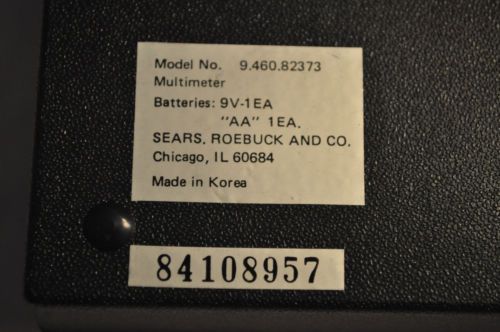 Model No. 9.460.82373
Multimeter
Batteries: 9V-1EA
"AA" 1EA.
SEARS, ROEBUCK AND CO.
Chicago, IL 60684
Made in Korea
84108957